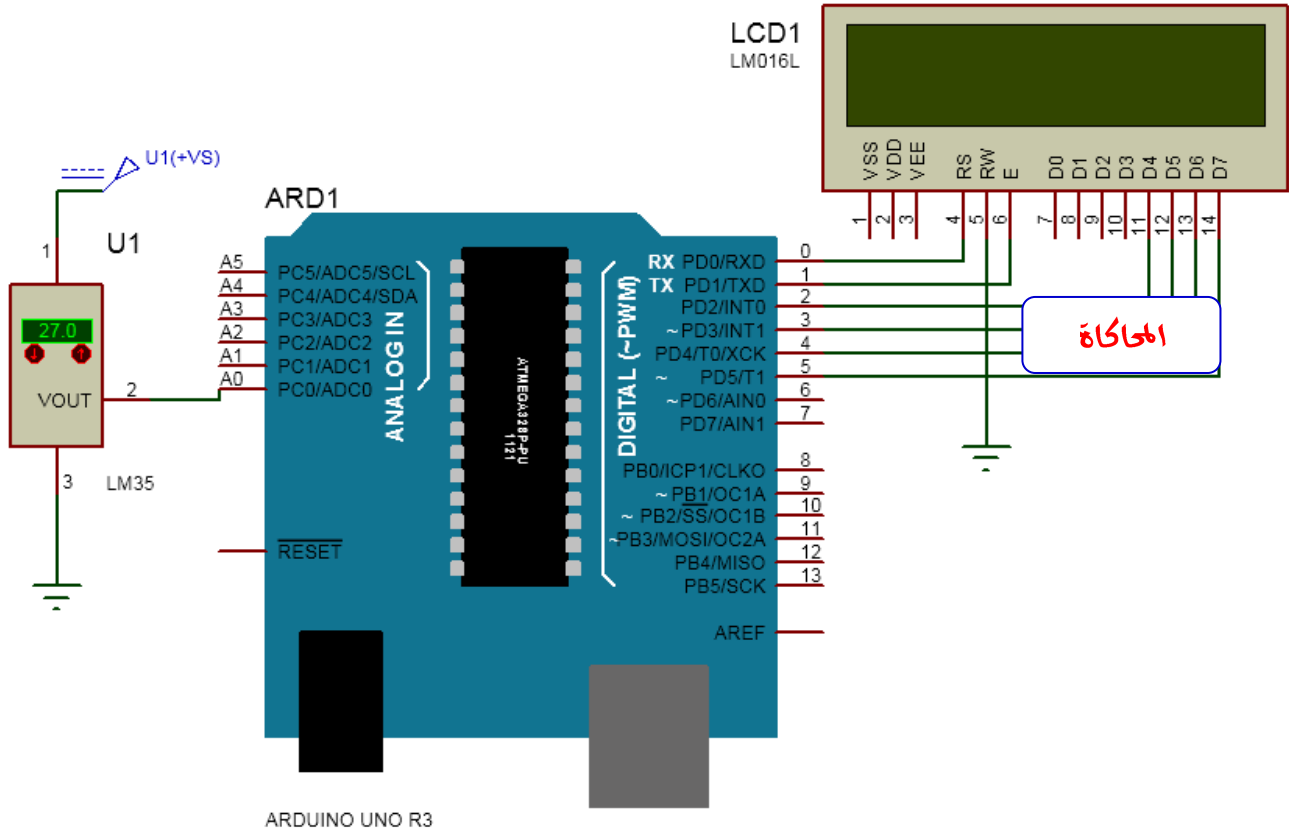 LCD1
LM016L
VSS
VDD
VEE
RS
RW
E
D0
D1
D2
D3
D4
D5
D6
D7
1
2
3
4
5
6
7
8
9
10
11
12
13
14
U1(+VS)
U1
1
27.0
VOUT
2
3
LM35
ARD1
A5
A4
A3
A2
A1
A0
PC5/ADC5/SCL
PC4/ADC4/SDA
PC3/ADC3
PC2/ADC2
PC1/ADC1
PC0/ADC0
ANALOG IN
RESET
ATMEGA328P-PU
1121
DIGITAL (~PWM)
RX PD0/RXD 0
TX PD1/TXD 1
PD2/INT0 2
~ PD3/INT1 3
PD4/T0/XCK 4
~ PD5/T1 5
~ PD6/AIN0 6
PD7/AIN1 7
PB0/ICP1/CLKO 8
~ PB1/OC1A 9
~ PB2/SS/OC1B 10
~PB3/MOSI/OC2A 11
PB4/MISO 12
PB5/SCK 13
AREF
المحاكاة
ARDUINO UNO R3